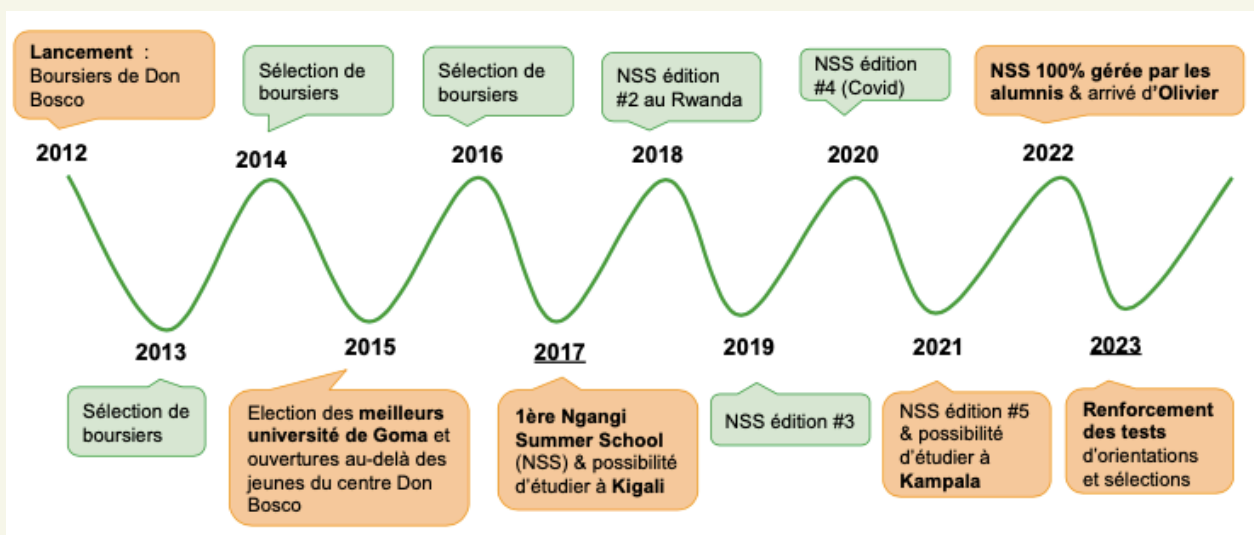 Lancement :
Boursiers de Don
Bosco
2012
Sélection de
boursiers
2013
Sélection de
boursiers
2014
Election des meilleurs
université de Goma et
ouvertures au-delà des
jeunes du centre Don
Bosco
2015
Sélection de
boursiers
2016
1ère Ngangi
Summer School
(NSS) & possibilité
d'étudier à Kigali
2017
NSS édition
#2 au Rwanda
2018
NSS édition #3
2019
NSS édition
#4 (Covid)
2020
NSS édition #5
& possibilité
d'étudier à
Kampala
2021
NSS 100% gérée par les
alumnis & arrivé d'Olivier
2022
Renforcement
des tests
d'orientations
et sélections
2023